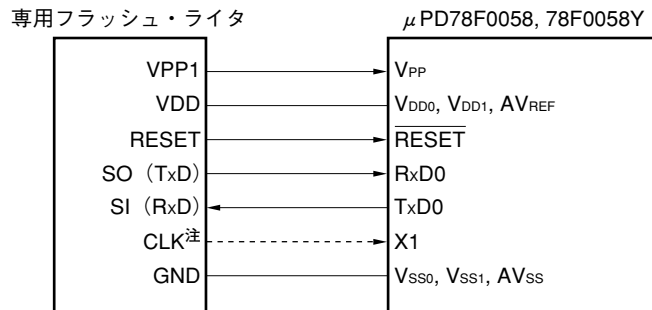 専用フラッシュ・ライタ μPD78F0058, 78F0058Y
VPP1 VPP
VDD VDD0, VDD1, AVREF
RESET RESET
SO（TxD） RxD0
SI（RxD） TxD0
CLK注 X1
GND VSS0, VSS1, AVSS